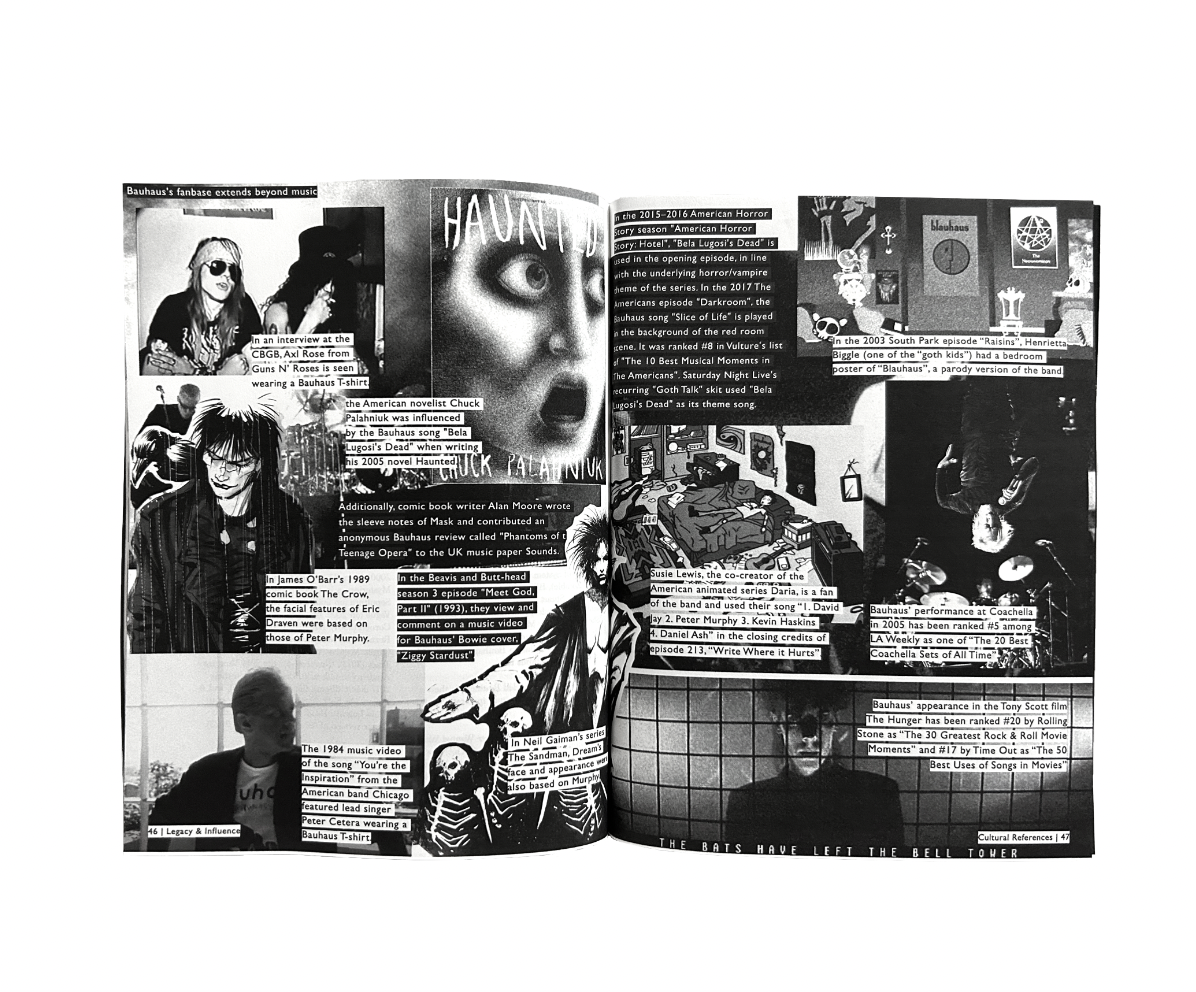 Bauhaus's fanbase extends beyond music
In an interview at the
CBGB, Axl Rose from
Guns N' Roses is seen
wearing a Bauhaus T-shirt.
HAUNTED
the American novelist Chuck
Palahniuk was influenced
by the Bauhaus song "Bela
Lugosi's Dead" when writing
his 2005 novel Haunted.
CHUCK PALAHNIUK
Additionally, comic book writer Alan Moore wrote
the sleeve notes of Mask and contributed an
anonymous Bauhaus review called "Phantoms of t
Teenage Opera" to the UK music paper Sounds.
In James O'Barr's 1989
comic book The Crow,
the facial features of Eric
Draven were based on
those of Peter Murphy.
In the Beavis and Butt-head
season 3 episode "Meet God,
Part II" (1993), they view and
comment on a music video
for Bauhaus' Bowie cover,
"Ziggy Stardust".
The 1984 music video
of the song "You're the
Inspiration" from the
American band Chicago
featured lead singer
Peter Cetera wearing a
Bauhaus T-shirt.
uha
In Neil Gaiman's series
The Sandman, Dream's
face and appearance were
also based on Murphy.
46 | Legacy & Influence
In the 2015–2016 American Horror
Story season "American Horror
Story: Hotel", "Bela Lugosi's Dead" is
used in the opening episode, in line
with the underlying horror/vampire
theme of the series. In the 2017 The
Americans episode "Darkroom", the
Bauhaus song "Slice of Life" is played
in the background of the red room
scene. It was ranked #8 in Vulture's list
of "The 10 Best Musical Moments in
The Americans". Saturday Night Live's
recurring "Goth Talk" skit used "Bela
Lugosi's Dead" as its theme song.
blauhaus
The
Necronomicon
In the 2003 South Park episode "Raisins", Henrietta
Biggle (one of the "goth kids") had a bedroom
poster of "Blauhaus", a parody version of the band.
Susie Lewis, the co-creator of the
American animated series Daria, is a fan
of the band and used their song "1. David
Jay 2. Peter Murphy 3. Kevin Haskins
4. Daniel Ash" in the closing credits of
episode 213, "Write Where it Hurts".
Bauhaus' performance at Coachella
in 2005 has been ranked #5 among
LA Weekly as one of "The 20 Best
Coachella Sets of All Time"
Bauhaus' appearance in the Tony Scott film
The Hunger has been ranked #20 by Rolling
Stone as "The 30 Greatest Rock & Roll Movie
Moments" and #17 by Time Out as "The 50
Best Uses of Songs in Movies"
Cultural References | 47
THE BATS HAVE LEFT THE BELL TOWER